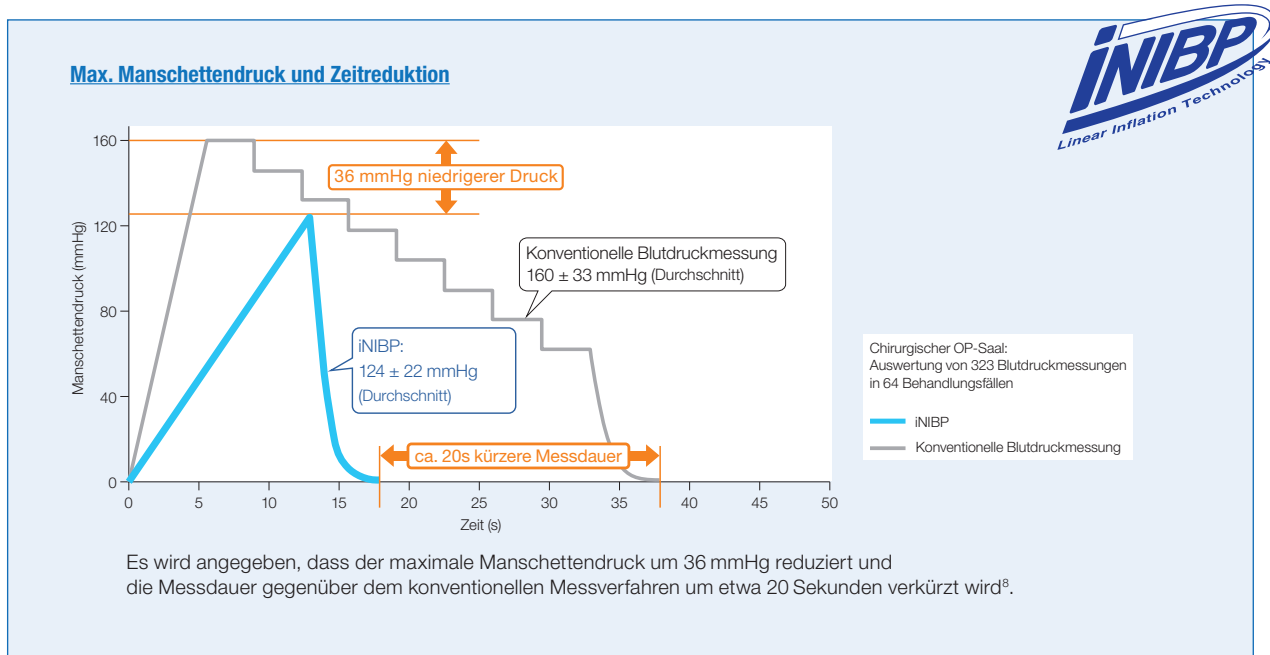 iNIBP
Linear Inflation Technology
Max. Manschettendruck und Zeitreduktion
Manschettendruck (mmHg)
160
120
80
40
0
36 mmHg niedrigerer Druck
Konventionelle Blutdruckmessung
160 ± 33 mmHg (Durchschnitt)
iNIBP:
124 ± 22 mmHg
(Durchschnitt)
ca. 20s kürzere Messdauer
0 5 10 15 20 25 30 35 40 45 50
Zeit (s)
Chirurgischer OP-Saal:
Auswertung von 323 Blutdruckmessungen
in 64 Behandlungsfällen
iNIBP
Konventionelle Blutdruckmessung
Es wird angegeben, dass der maximale Manschettendruck um 36 mmHg reduziert und
die Messdauer gegenüber dem konventionellen Messverfahren um etwa 20 Sekunden verkürzt wird⁸.